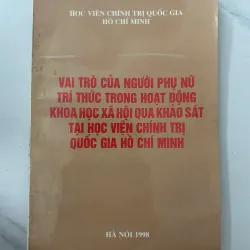 HỌC VIỆN CHÍNH TRỊ QUỐC GIA
HỒ CHÍ MINH
VAI TRÒ CỦA NGƯỜI PHỤ NỮ
TRÍ THỨC TRONG HOẠT ĐỘNG
KHOA HỌC XÃ HỘI QUA KHẢO SÁT
TẠI HỌC VIỆN CHÍNH TRỊ
QUỐC GIA HỒ CHÍ MINH
HÀ NỘI 1998